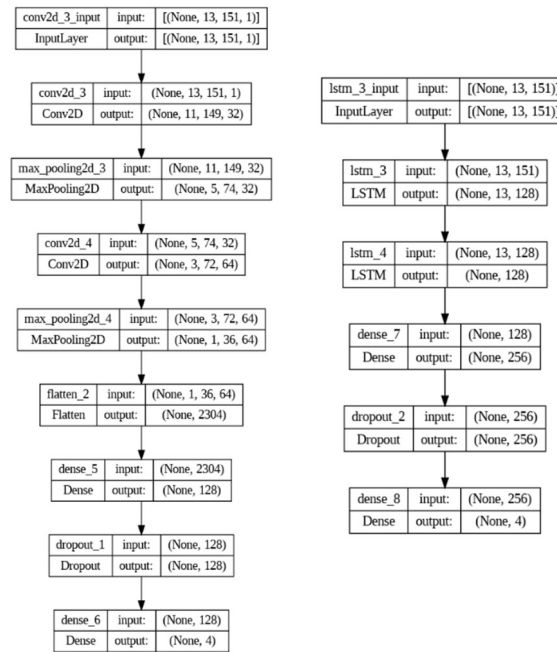 conv2d_3_input input: [(None, 13, 151, 1)]
InputLayer output: [(None, 13, 151, 1)]
conv2d_3 input: (None, 13, 151, 1)
Conv2D output: (None, 11, 149, 32)
max_pooling2d_3 input: (None, 11, 149, 32)
MaxPooling2D output: (None, 5, 74, 32)
conv2d_4 input: (None, 5, 74, 32)
Conv2D output: (None, 3, 72, 64)
max_pooling2d_4 input: (None, 3, 72, 64)
MaxPooling2D output: (None, 1, 36, 64)
flatten_2 input: (None, 1, 36, 64)
Flatten output: (None, 2304)
dense_5 input: (None, 2304)
Dense output: (None, 128)
dropout_1 input: (None, 128)
Dropout output: (None, 128)
dense_6 input: (None, 128)
Dense output: (None, 4)
lstm_3_input input: [(None, 13, 151)]
InputLayer output: [(None, 13, 151)]
lstm_3 input: (None, 13, 151)
LSTM output: (None, 13, 128)
lstm_4 input: (None, 13, 128)
LSTM output: (None, 128)
dense_7 input: (None, 128)
Dense output: (None, 256)
dropout_2 input: (None, 256)
Dropout output: (None, 256)
dense_8 input: (None, 256)
Dense output: (None, 4)